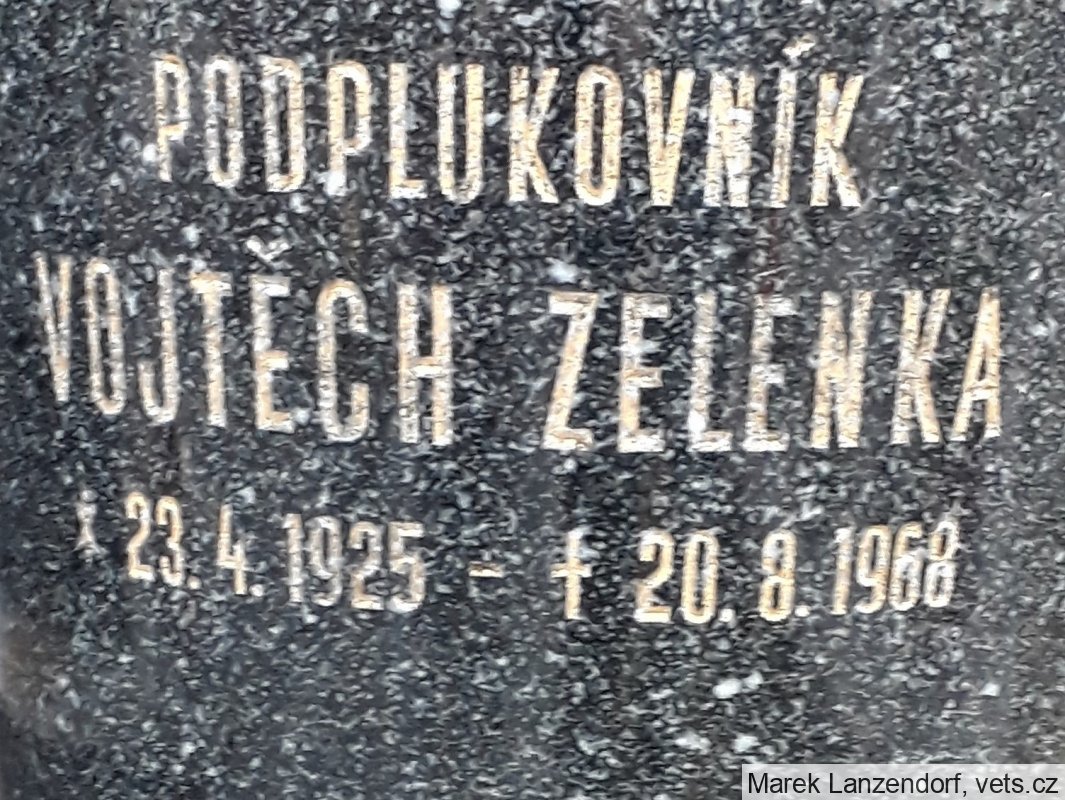 PODPLUKOVNÍK
VOJTĚCH ZELENKA
* 23. 4. 1925 – † 20. 8. 1968
Marek Lanzendorf, vets.cz